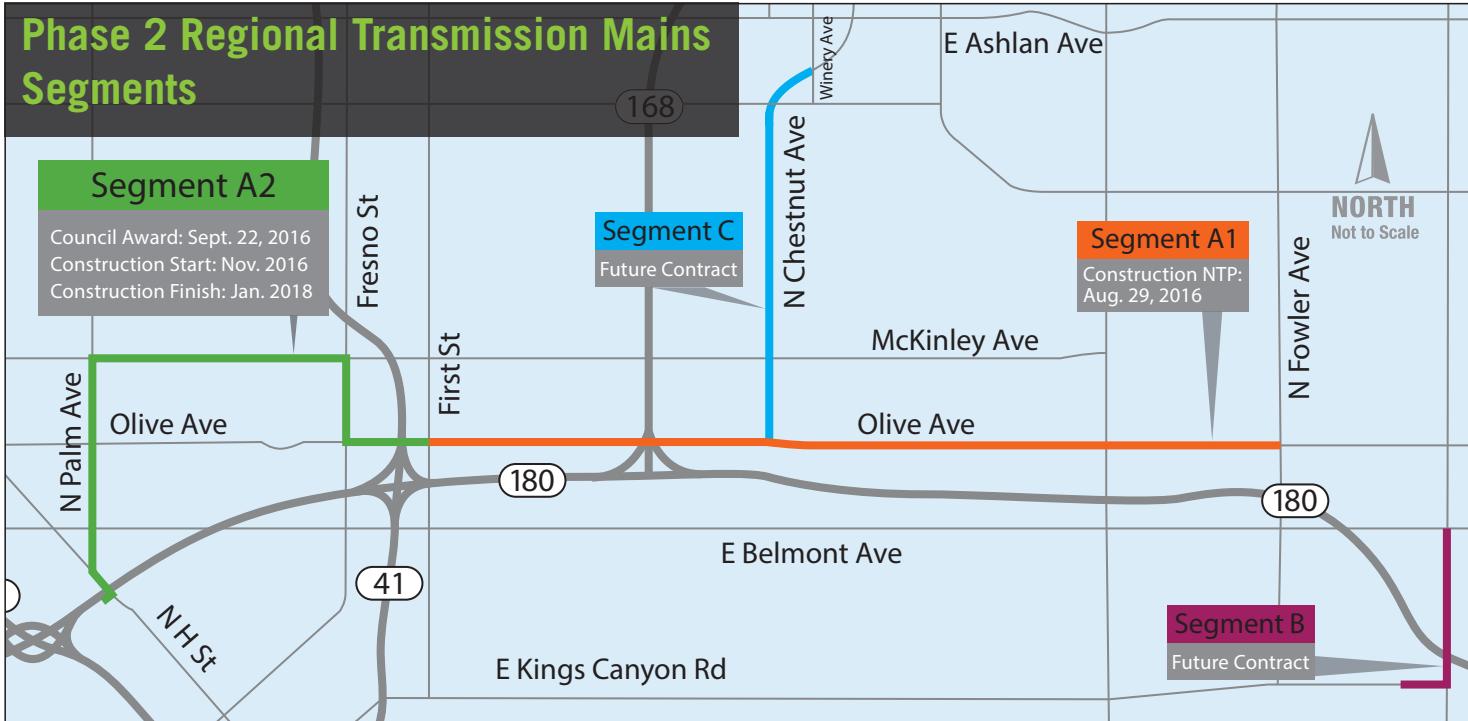 Phase 2 Regional Transmission Mains
Segments
E Ashlan Ave
Winery Ave
168
N Chestnut Ave
Segment A2
Council Award: Sept. 22, 2016
Construction Start: Nov. 2016
Construction Finish: Jan. 2018
Fresno St
Segment C
Future Contract
NORTH
Not to Scale
Segment A1
Construction NTP:
Aug. 29, 2016
N Fowler Ave
First St
McKinley Ave
N Palm Ave
Olive Ave
Olive Ave
180
180
E Belmont Ave
41
N H St
Segment B
Future Contract
E Kings Canyon Rd